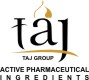 taj
TAJ GROUP
ACTIVE PHARMACEUTICAL
INGREDIENTS